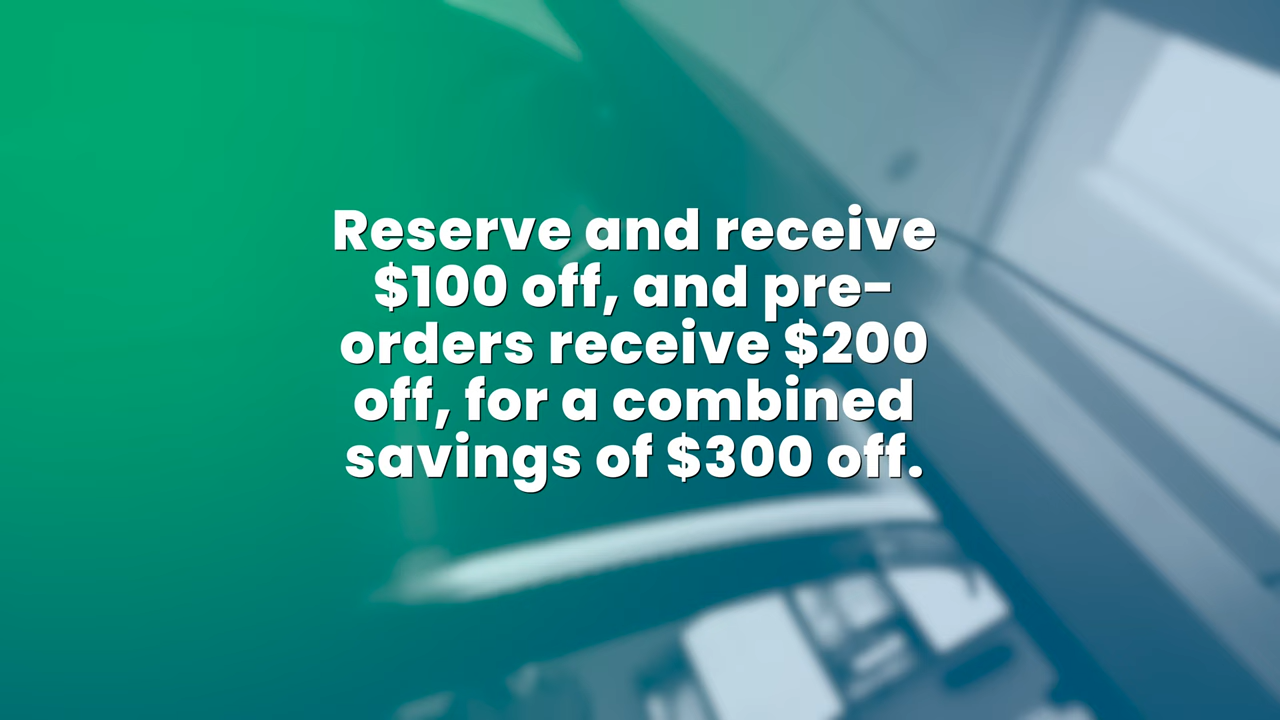 Reserve and receive
$100 off, and pre-
orders receive $200
off, for a combined
savings of $300 off.